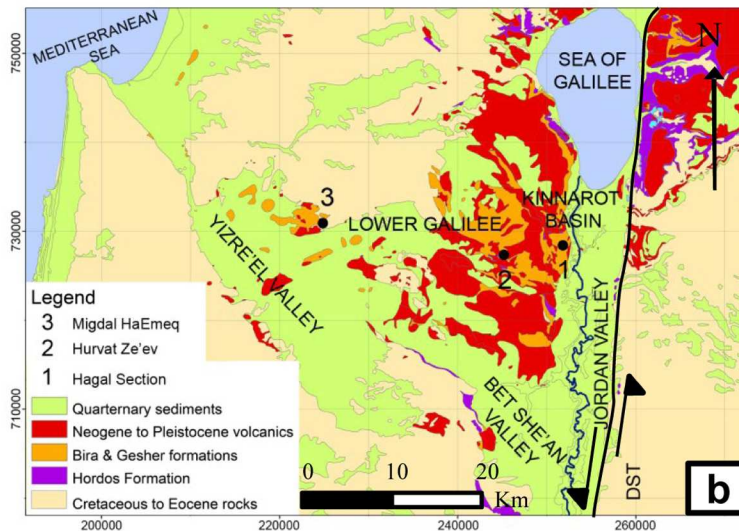 750000
730000
710000
MEDITERRANEAN
SEA
SEA OF
GALILEE
N
3
LOWER GALILEE
KINNAROT
BASIN
2
1
YIZRE'EL VALLEY
BET SHE'AN
VALLEY
JORDAN VALLEY
DST
Legend
3 Migdal HaEmeq
2 Hurvat Ze'ev
1 Hagal Section
Quarternary sediments
Neogene to Pleistocene volcanics
Bira & Gesher formations
Hordos Formation
Cretaceous to Eocene rocks
0 10 20
Km
b
200000 220000 240000 260000